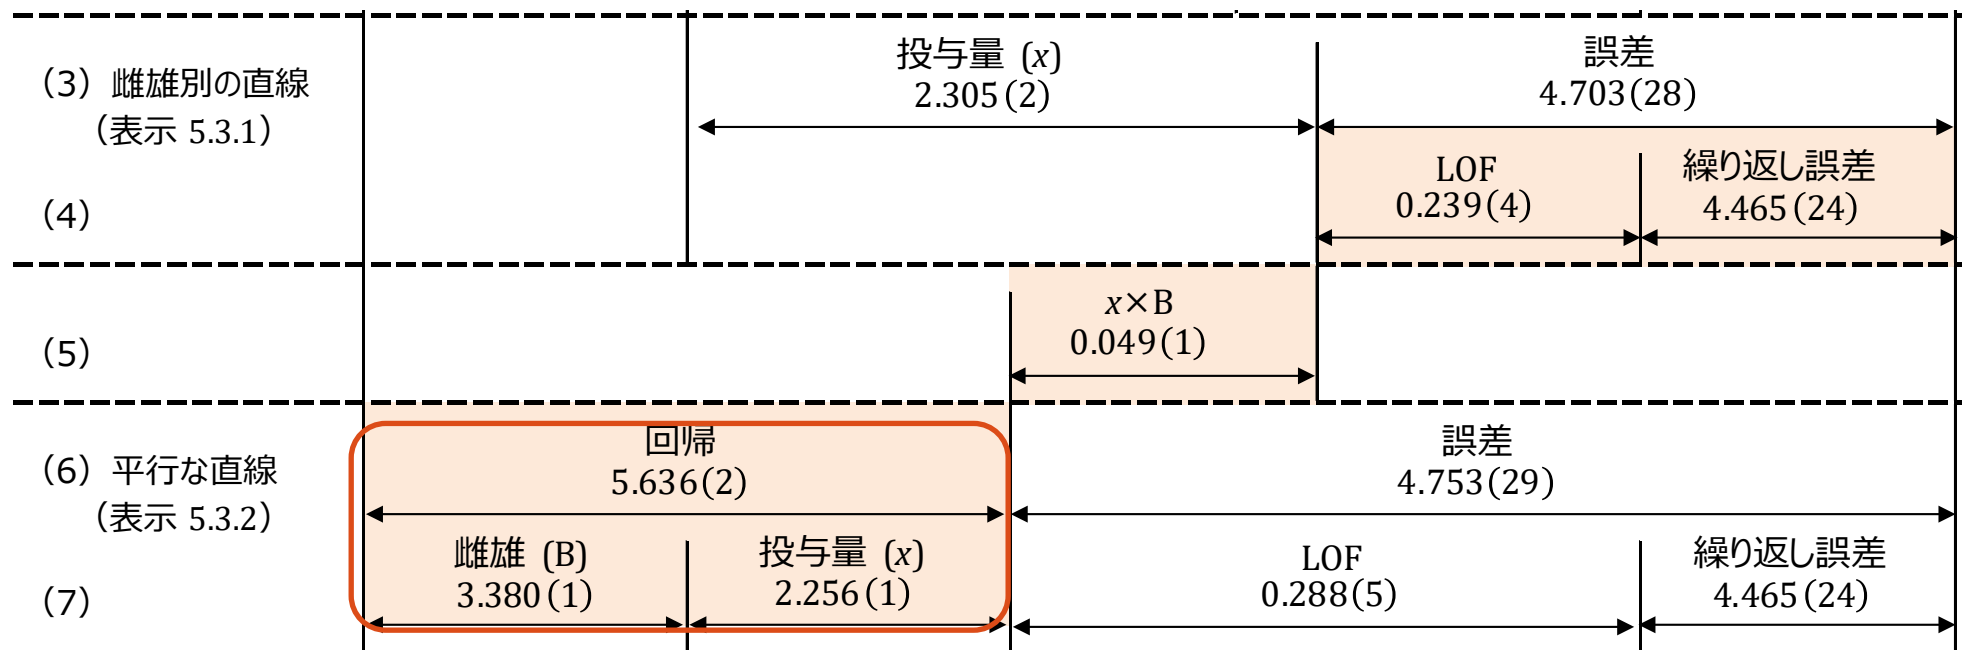 投与量 (x)
2.305(2)
誤差
4.703(28)
(3) 雌雄別の直線
(表示 5.3.1)
LOF
0.239(4)
繰り返し誤差
4.465(24)
(4)
x×B
0.049(1)
(5)
回帰
5.636(2)
誤差
4.753(29)
(6) 平行な直線
(表示 5.3.2)
雌雄 (B)
3.380(1)
投与量 (x)
2.256(1)
LOF
0.288(5)
繰り返し誤差
4.465(24)
(7)